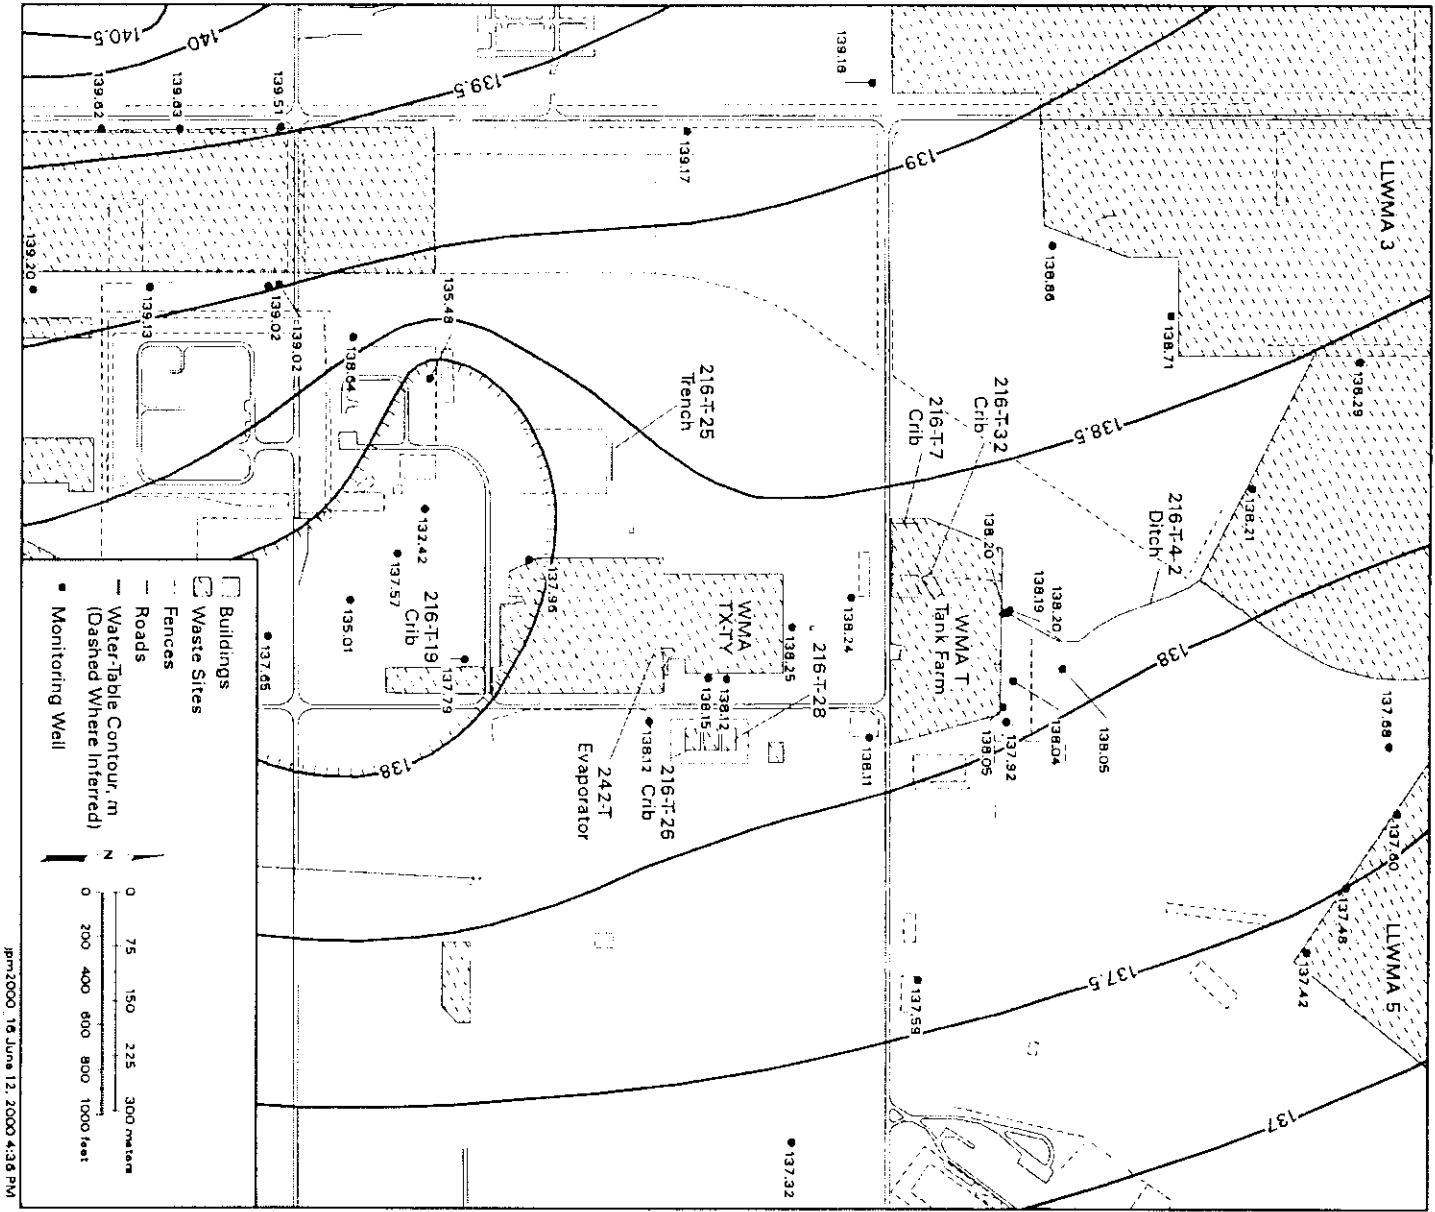 LLWMA 3
LLWMA 5
140.5
140
139.5
139
138.5
138
137.5
137
138
139.62
139.63
139.51
139.17
139.16
139.20
139.13
139.02
139.02
138.64
135.48
138.86
138.71
138.29
138.21
216-T-25
Trench
216-T-32
Crib
216-T-7
Crib
216-T-4-2
Ditch
138.20
138.19
138.20
WMA T
Tank Farm
138.05
138.04
137.92
138.05
138.24
138.25
138.11
WMA
TX-TY
216-T-28
138.12
138.15
216-T-26
Crib
138.12
242-T
Evaporator
137.96
132.42
137.57
216-T-19
Crib
135.01
137.79
137.65
137.68
137.60
137.48
137.42
137.59
137.32
Buildings
Waste Sites
Fences
Roads
Water-Table Contour, m
(Dashed Where Inferred)
Monitoring Well
N
0 75 150 225 300 meters
0 200 400 600 800 1000 feet
jpm2000_16 June 12, 2000 4:36 PM